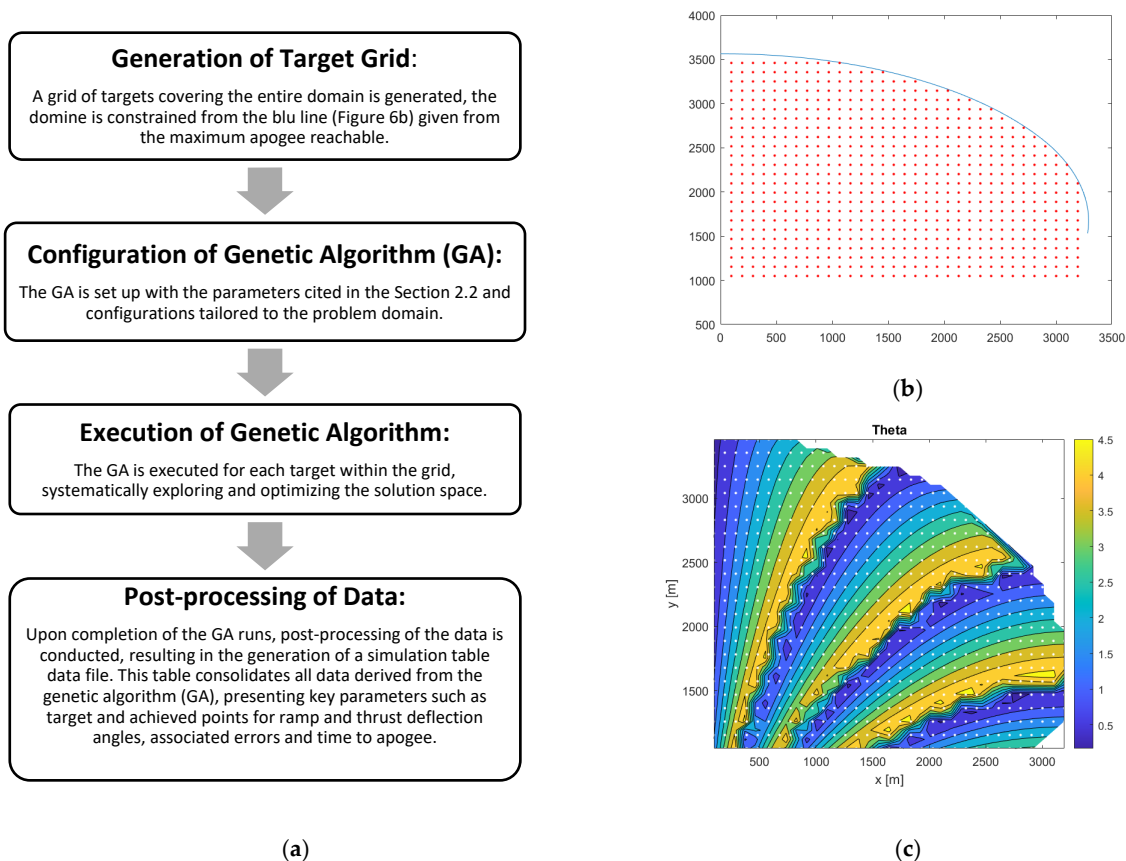 Generation of Target Grid:
A grid of targets covering the entire domain is generated, the
domine is constrained from the blu line (Figure 6b) given from
the maximum apogee reachable.
Configuration of Genetic Algorithm (GA):
The GA is set up with the parameters cited in the Section 2.2 and
configurations tailored to the problem domain.
Execution of Genetic Algorithm:
The GA is executed for each target within the grid,
systematically exploring and optimizing the solution space.
Post-processing of Data:
Upon completion of the GA runs, post-processing of the data is
conducted, resulting in the generation of a simulation table
data file. This table consolidates all data derived from the
genetic algorithm (GA), presenting key parameters such as
target and achieved points for ramp and thrust deflection
angles, associated errors and time to apogee.
(a)
4000
3500
3000
2500
2000
1500
1000
500
0 500 1000 1500 2000 2500 3000 3500
(b)
Theta
y [m]
3000
2500
2000
1500
500 1000 1500 2000 2500 3000
x [m]
4.5
4
3.5
3
2.5
2
1.5
1
0.5
(c)